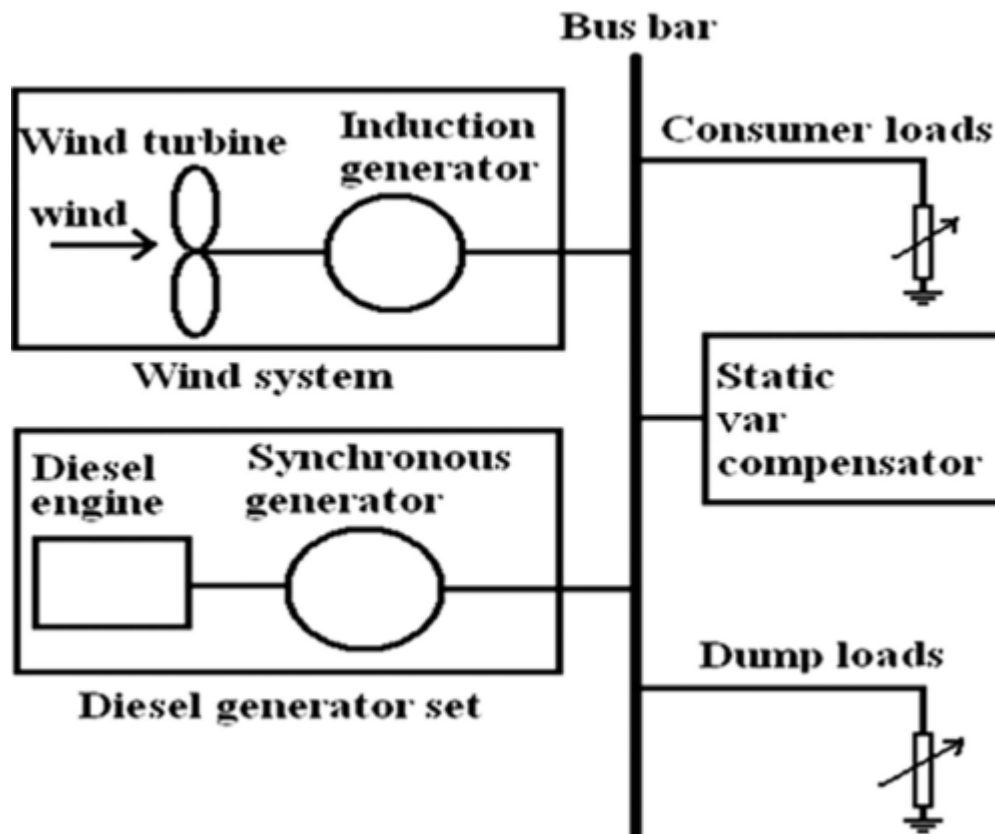 Bus bar
Wind turbine
wind
Induction
generator
Wind system
Diesel
engine
Synchronous
generator
Diesel generator set
Consumer loads
Static
var
compensator
Dump loads